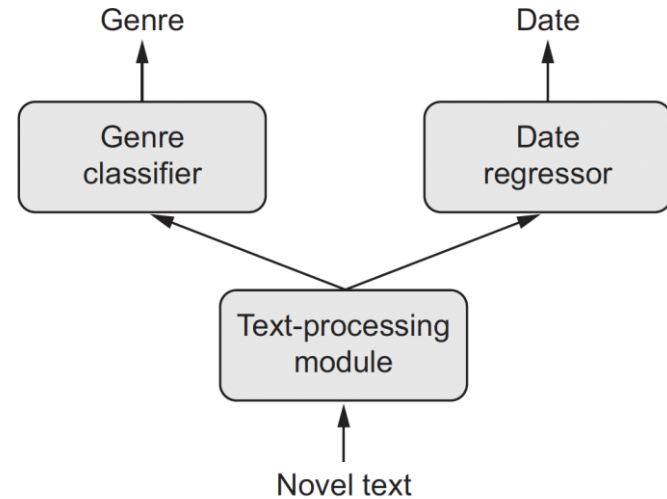 Genre
Date
Genre
classifier
Date
regressor
Text-processing
module
Novel text